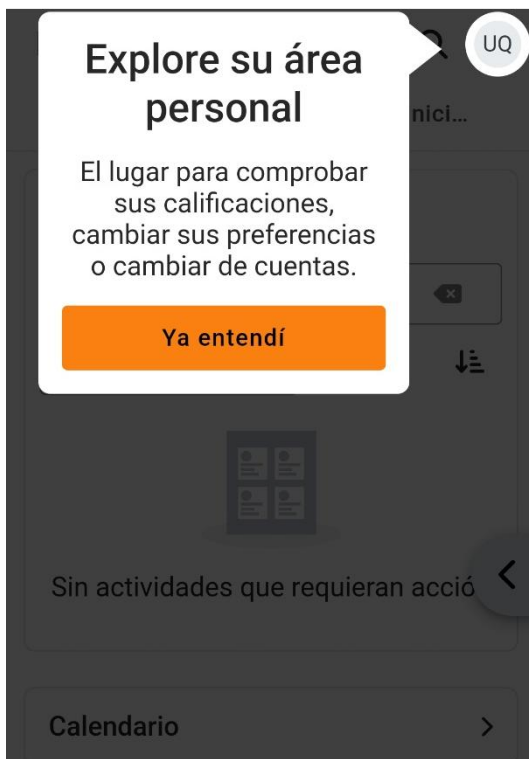 UQ
Explore su área
personal
nici...
El lugar para comprobar
sus calificaciones,
cambiar sus preferencias
o cambiar de cuentas.
Ya entendí
Sin actividades que requieran acció
Calendario